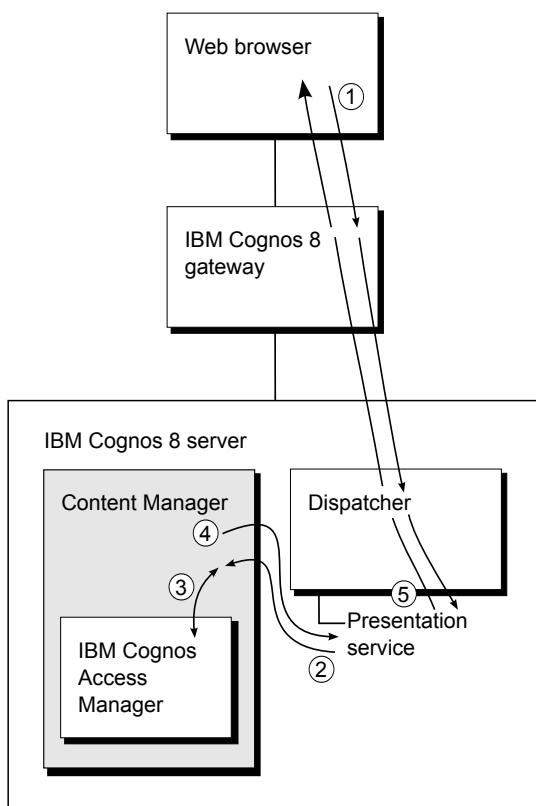 Web browser
①
IBM Cognos 8
gateway
IBM Cognos 8 server
Content Manager
Dispatcher
④
③
⑤
Presentation
service
②
IBM Cognos
Access
Manager